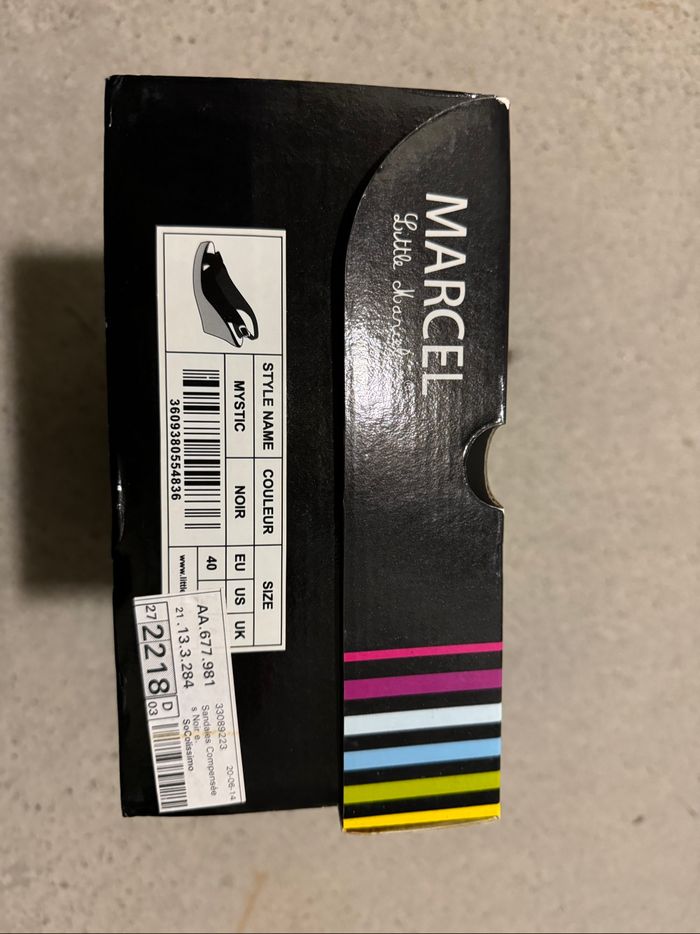 MARCEL
Little Marcel
STYLE NAME COULEUR SIZE
MYSTIC NOIR EU US UK
40
3609380554836
www.little
AA.677.981
21.13.3.284
27 2218 D 03
33089223. 20-06-14
Sandales Compensée
s Noir e.
SoColissimo